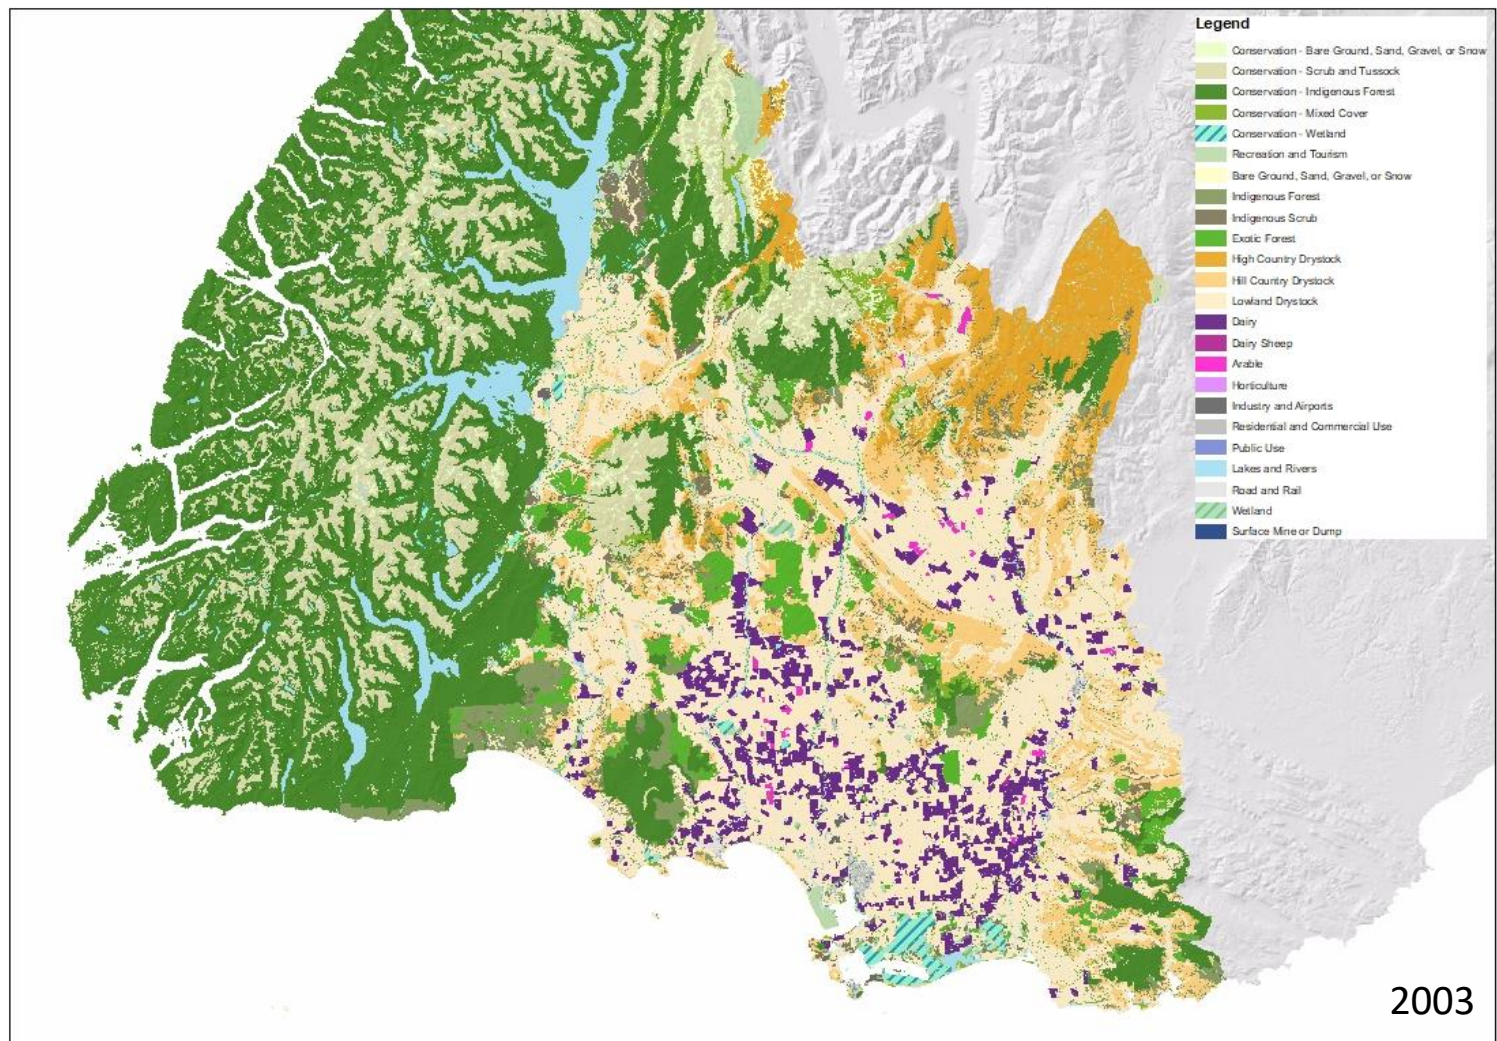 Legend
Conservation - Bare Ground, Sand, Gravel, or Snow
Conservation - Scrub and Tussock
Conservation - Indigenous Forest
Conservation - Mixed Cover
Conservation - Wetland
Recreation and Tourism
Bare Ground, Sand, Gravel, or Snow
Indigenous Forest
Indigenous Scrub
Exotic Forest
High Country Drystock
Hill Country Drystock
Lowland Drystock
Dairy
Dairy Sheep
Arable
Horticulture
Industry and Airports
Residential and Commercial Use
Public Use
Lakes and Rivers
Road and Rail
Wetland
Surface Mine or Dump
2003